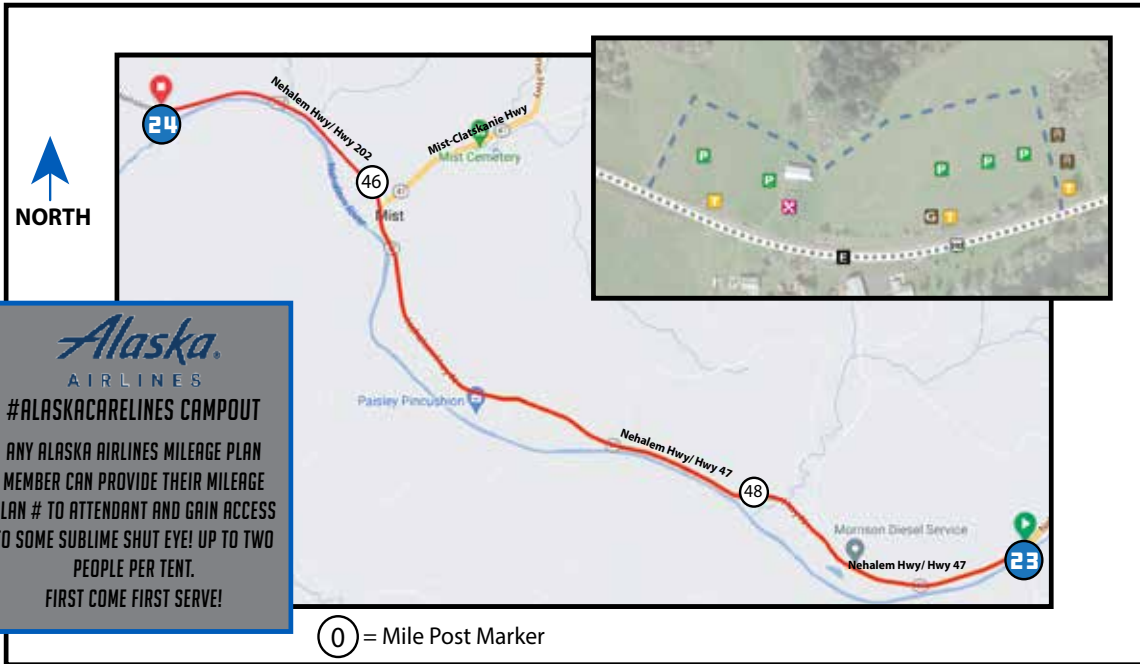 24
Nehalem Hwy/ Hwy 202
Mist-Clatskanie Hwy
Mist Cemetery
46
47
Mist
NORTH
P
P
P
P
P
T
G
T
T
E
Alaska®
AIRLINES
#ALASKACARELINES CAMPOUT
ANY ALASKA AIRLINES MILEAGE PLAN
MEMBER CAN PROVIDE THEIR MILEAGE
LAN # TO ATTENDANT AND GAIN ACCESS
TO SOME SUBLIME SHUT EYE! UP TO TWO
PEOPLE PER TENT.
FIRST COME FIRST SERVE!
Paisley Pincushion
Nehalem Hwy/ Hwy 47
48
Morrison Diesel Service
Nehalem Hwy/ Hwy 47
23
0 = Mile Post Marker